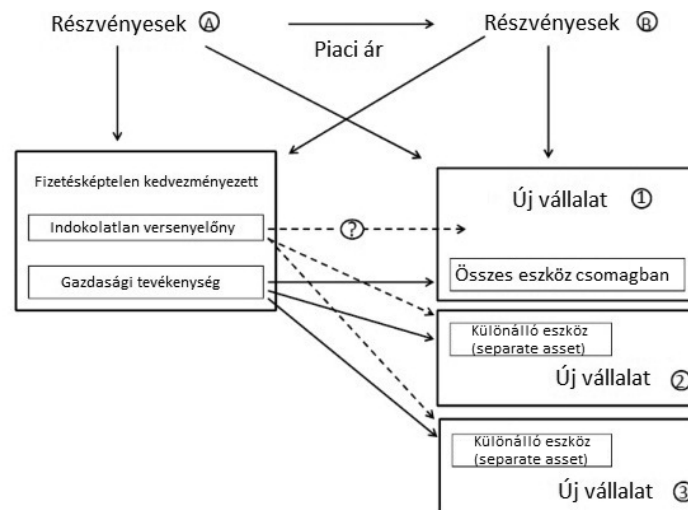 Részvényesek A
Részvényesek B
Piaci ár
Fizetésképtelen kedvezményezett
Indokolatlan versenyelőny
?
Gazdasági tevékenység
Új vállalat 1
Összes eszköz csomagban
Különálló eszköz
(separate asset)
Új vállalat 2
Különálló eszköz
(separate asset)
Új vállalat 3